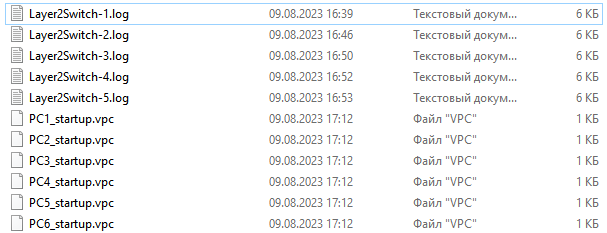 Layer2Switch-1.log 09.08.2023 16:39 Текстовый докум... 6 КБ
Layer2Switch-2.log 09.08.2023 16:46 Текстовый докум... 6 КБ
Layer2Switch-3.log 09.08.2023 16:50 Текстовый докум... 6 КБ
Layer2Switch-4.log 09.08.2023 16:52 Текстовый докум... 6 КБ
Layer2Switch-5.log 09.08.2023 16:53 Текстовый докум... 6 КБ
PC1_startup.vpc 09.08.2023 17:12 Файл "VPC" 1 КБ
PC2_startup.vpc 09.08.2023 17:12 Файл "VPC" 1 КБ
PC3_startup.vpc 09.08.2023 17:12 Файл "VPC" 1 КБ
PC4_startup.vpc 09.08.2023 17:12 Файл "VPC" 1 КБ
PC5_startup.vpc 09.08.2023 17:12 Файл "VPC" 1 КБ
PC6_startup.vpc 09.08.2023 17:12 Файл "VPC" 1 КБ